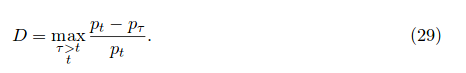 D = max_{τ>t, t} (p_t − p_τ)/p_t. (29)